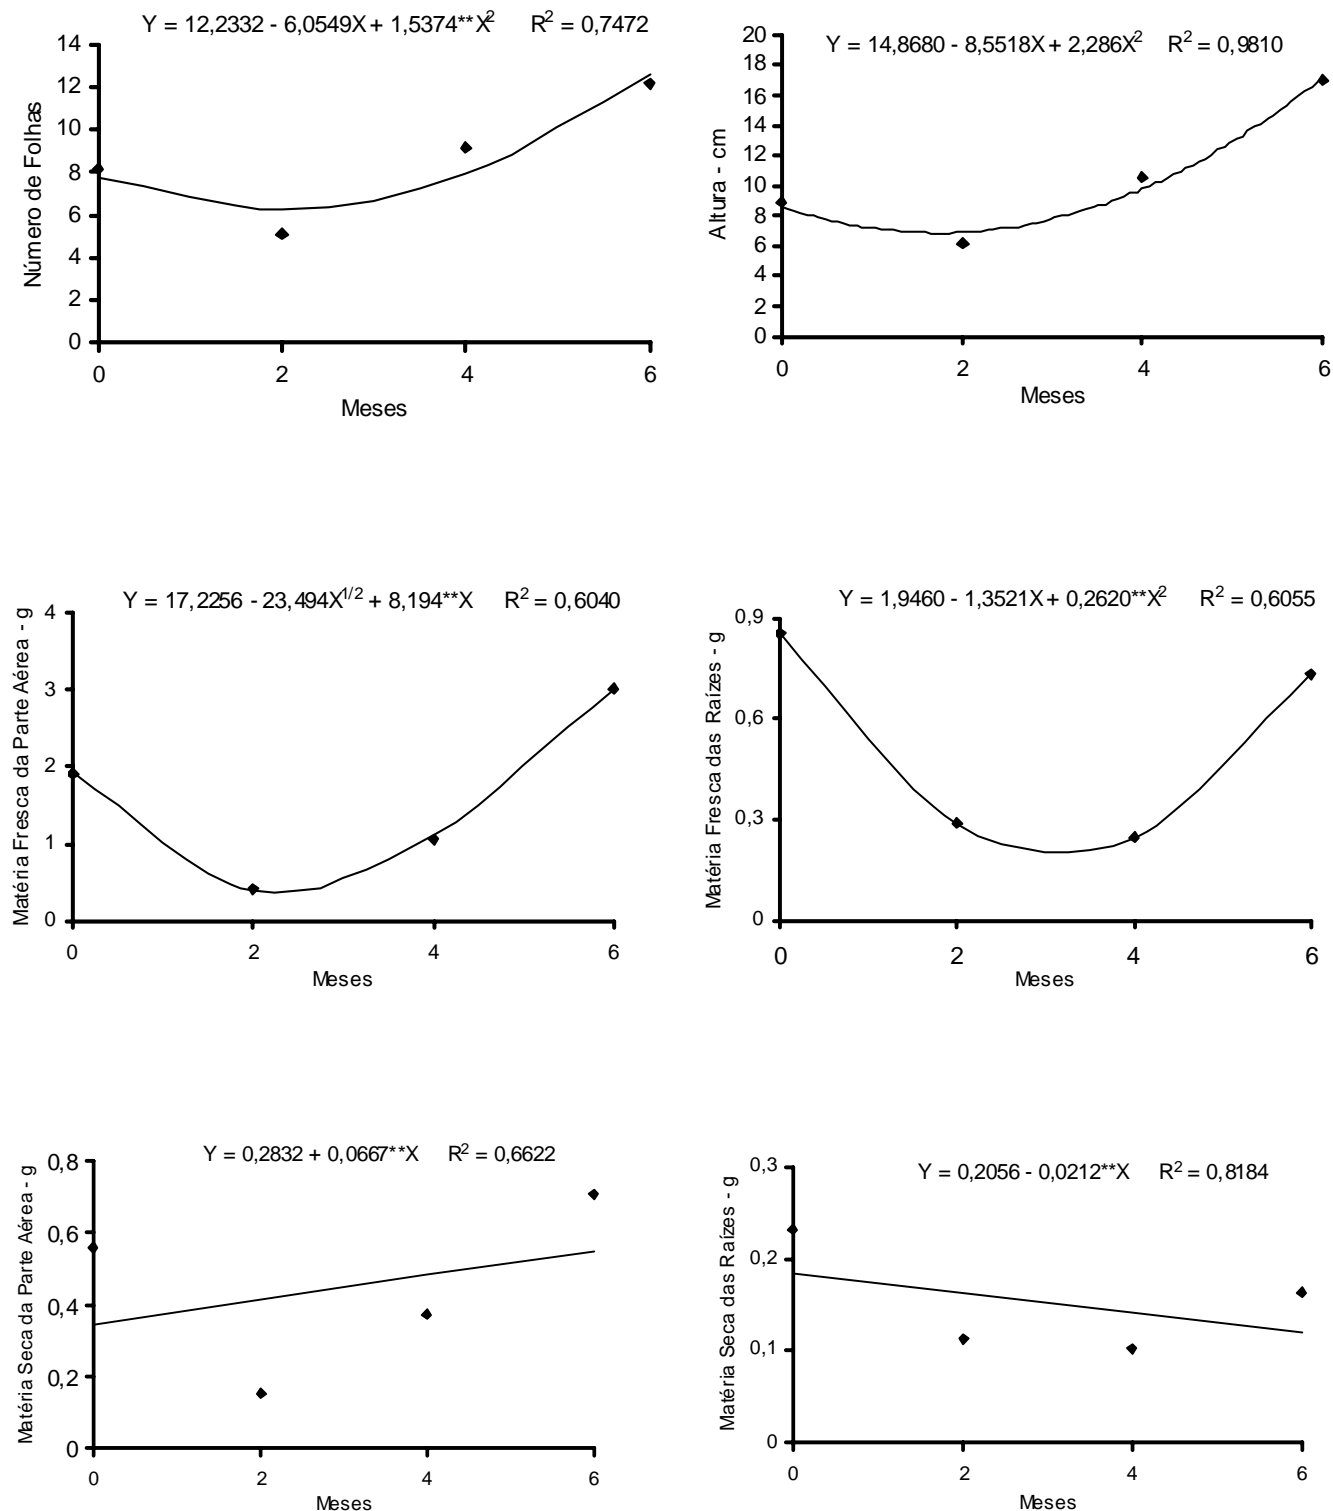 Y = 12,2332 - 6,0549X + 1,5374**X² R² = 0,7472
14
12
10
8
6
4
2
0
Número de Folhas
0 2 4 6
Meses
Y = 14,8680 - 8,5518X + 2,286X² R² = 0,9810
20
18
16
14
12
10
8
6
4
2
0
Altura - cm
0 2 4 6
Meses
Y = 17,2256 - 23,494X^1/2 + 8,194**X R² = 0,6040
4
3
2
1
0
Matéria Fresca da Parte Aérea - g
0 2 4 6
Meses
Y = 1,9460 - 1,3521X + 0,2620**X² R² = 0,6055
0,9
0,6
0,3
0
Matéria Fresca das Raízes - g
0 2 4 6
Meses
Y = 0,2832 + 0,0667**X R² = 0,6622
0,8
0,6
0,4
0,2
0
Matéria Seca da Parte Aérea - g
0 2 4 6
Meses
Y = 0,2056 - 0,0212**X R² = 0,8184
0,3
0,2
0,1
0
Matéria Seca das Raízes - g
0 2 4 6
Meses